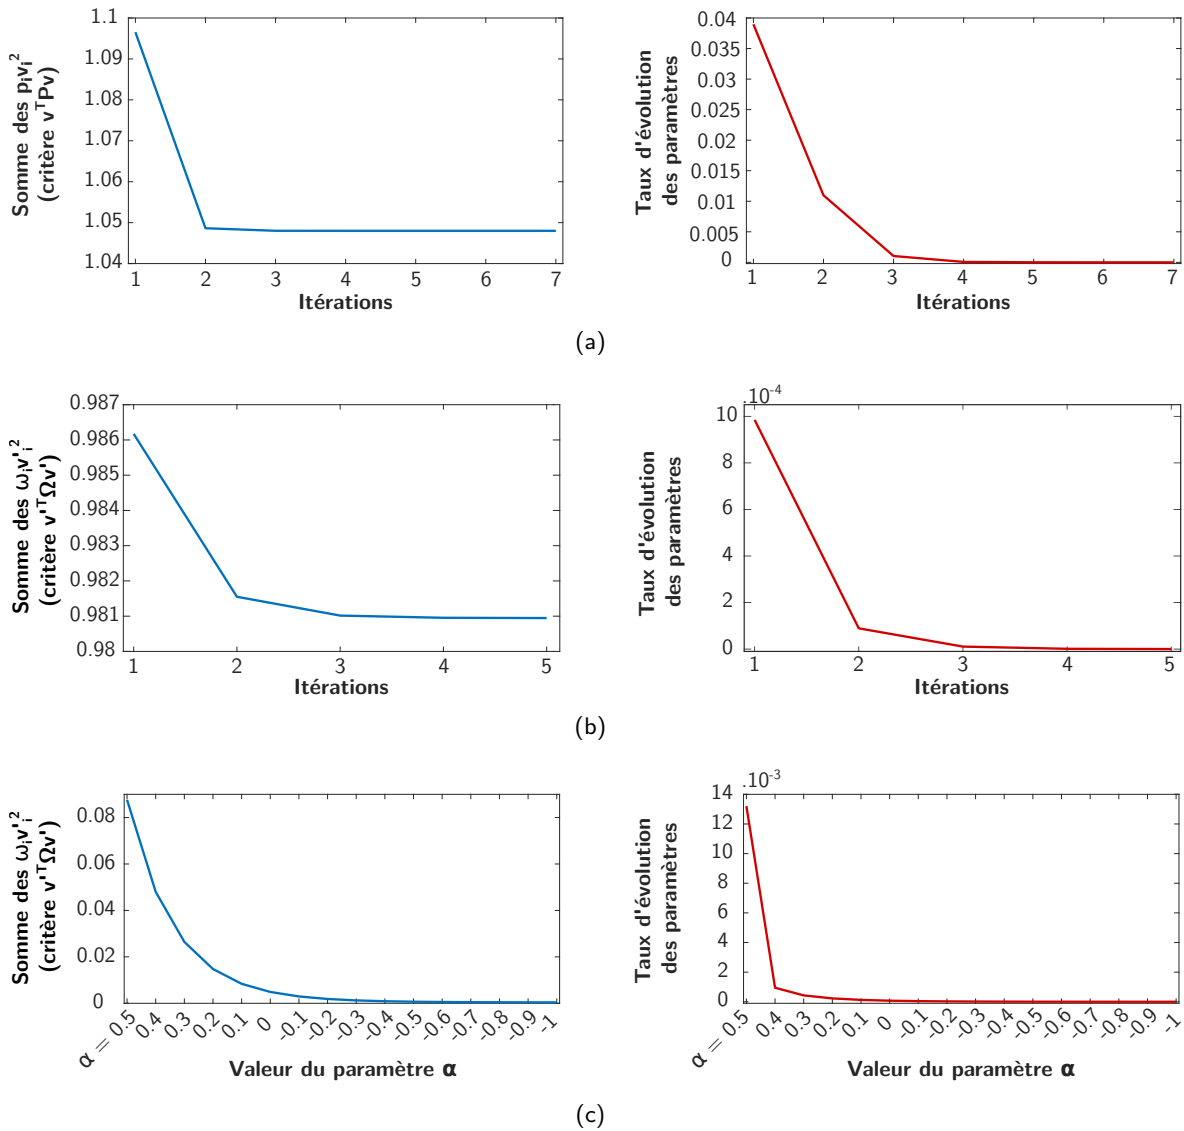 Somme des pᵢvᵢ²
(critère vᵀPv)
1.1
1.09
1.08
1.07
1.06
1.05
1.04
1 2 3 4 5 6 7
Itérations
Taux d'évolution
des paramètres
0.04
0.035
0.03
0.025
0.02
0.015
0.01
0.005
0
1 2 3 4 5 6 7
Itérations
(a)
Somme des ωᵢv'ᵢ²
(critère v'ᵀΩv')
0.987
0.986
0.985
0.984
0.983
0.982
0.981
0.98
1 2 3 4 5
Itérations
Taux d'évolution
des paramètres
.10⁻⁴
10
8
6
4
2
0
1 2 3 4 5
Itérations
(b)
Somme des ωᵢv'ᵢ²
(critère v'ᵀΩv')
0.08
0.06
0.04
0.02
0
α = 0.5 0.4 0.3 0.2 0.1 0 -0.1 -0.2 -0.3 -0.4 -0.5 -0.6 -0.7 -0.8 -0.9 -1
Valeur du paramètre α
Taux d'évolution
des paramètres
.10⁻³
14
12
10
8
6
4
2
0
α = 0.5 0.4 0.3 0.2 0.1 0 -0.1 -0.2 -0.3 -0.4 -0.5 -0.6 -0.7 -0.8 -0.9 -1
Valeur du paramètre α
(c)